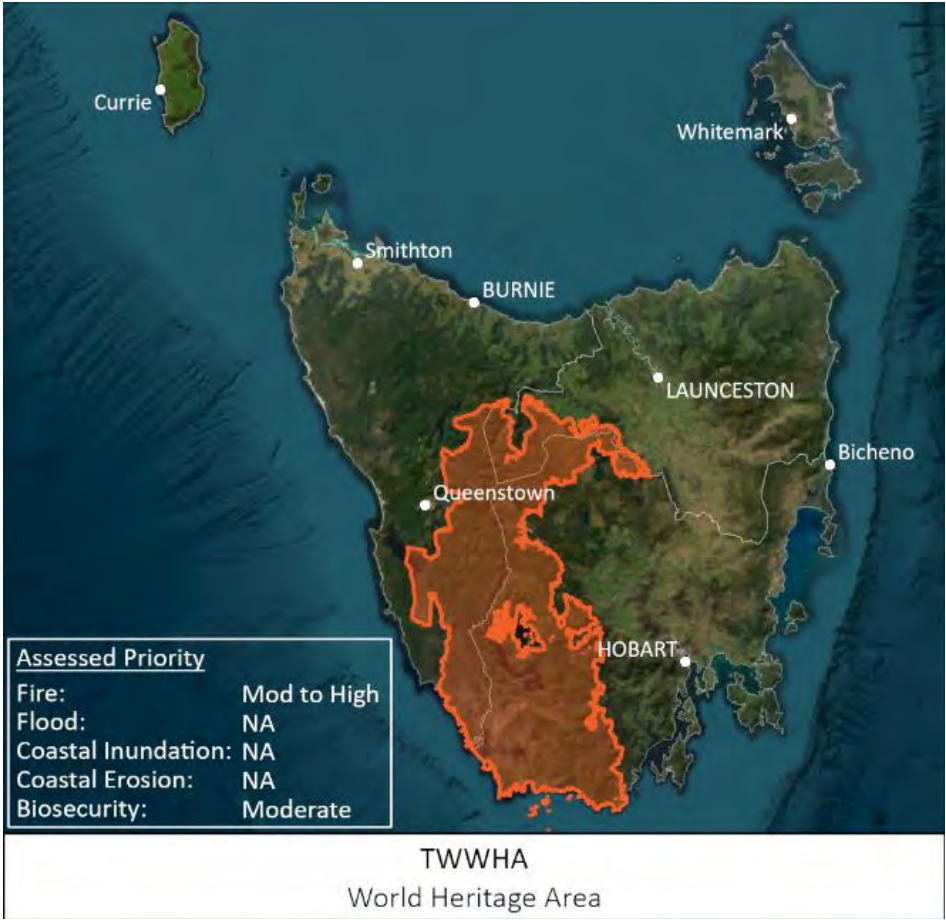 Currie
Whitemark
Smithton
BURNIE
LAUNCESTON
Bicheno
Queenstown
HOBART
Assessed Priority
Fire: Mod to High
Flood: NA
Coastal Inundation: NA
Coastal Erosion: NA
Biosecurity: Moderate
TWWHA
World Heritage Area